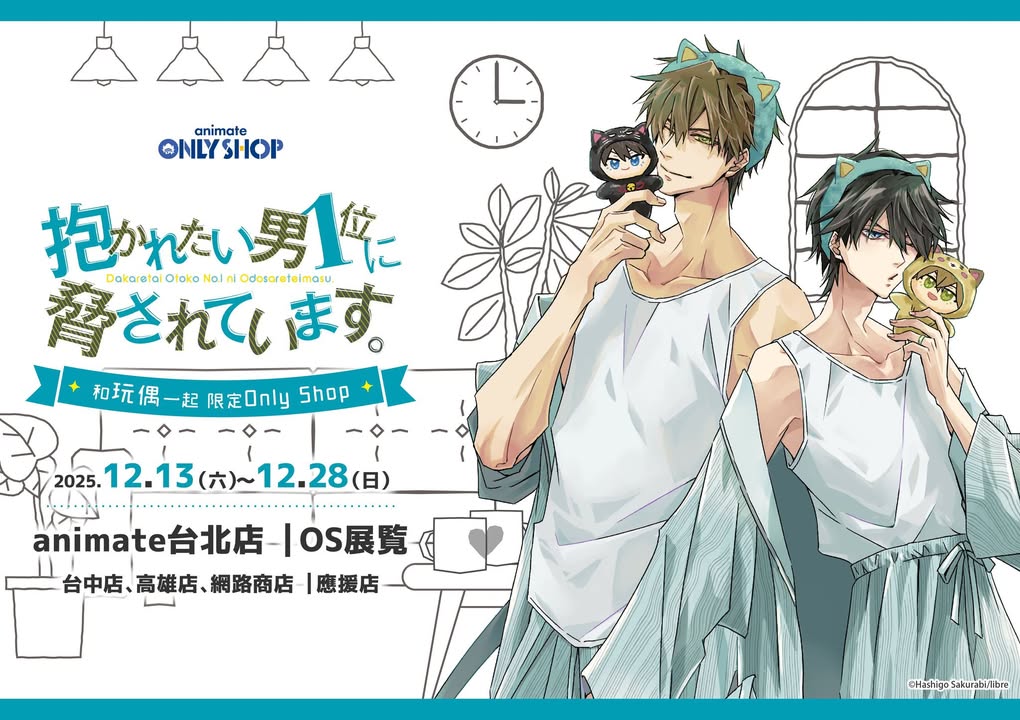 animate
ONLY SHOP
抱かれたい男1位に
Dakaretai Otoko No.1 ni Odosareteimasu.
脅されています。
和玩偶一起 限定Only Shop
2025.12.13(六)~12.28(日)
animate台北店 | OS展覧
台中店、高雄店、網路商店 | 應援店
©Hashigo Sakurabi/libre